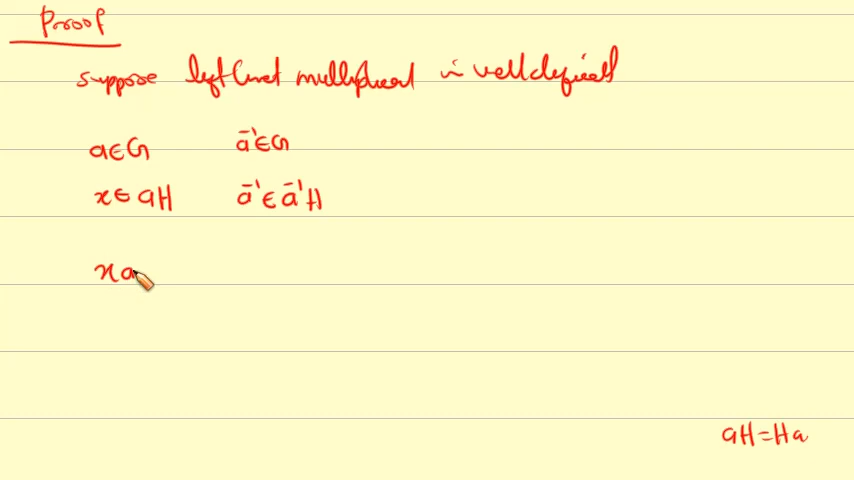 Proof
suppose left coset multiplication is well defined
a∈G a⁻¹∈G
x∈aH a⁻¹∈a⁻¹H
xa
aH=Ha